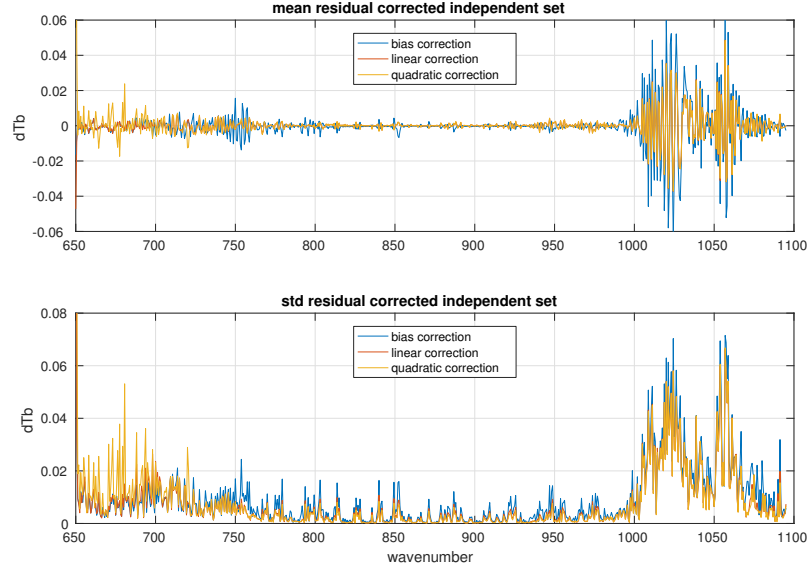 mean residual corrected independent set
0.06
0.04
0.02
0
-0.02
-0.04
-0.06
dTb
bias correction
linear correction
quadratic correction
650 700 750 800 850 900 950 1000 1050 1100
std residual corrected independent set
0.08
0.06
0.04
0.02
0
dTb
bias correction
linear correction
quadratic correction
650 700 750 800 850 900 950 1000 1050 1100
wavenumber